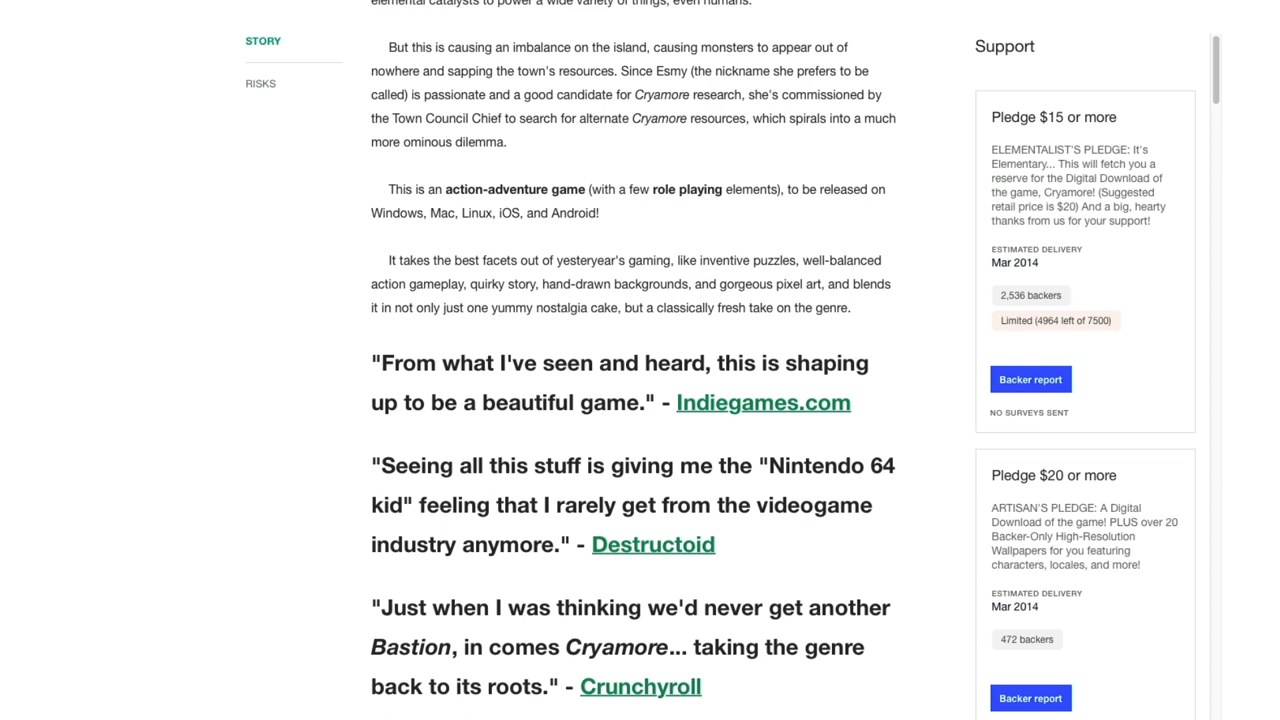 elemental catalysts to power a wide variety of things, even humans.
STORY
RISKS
But this is causing an imbalance on the island, causing monsters to appear out of
nowhere and sapping the town's resources. Since Esmy (the nickname she prefers to be
called) is passionate and a good candidate for Cryamore research, she's commissioned by
the Town Council Chief to search for alternate Cryamore resources, which spirals into a much
more ominous dilemma.
This is an action-adventure game (with a few role playing elements), to be released on
Windows, Mac, Linux, iOS, and Android!
It takes the best facets out of yesteryear's gaming, like inventive puzzles, well-balanced
action gameplay, quirky story, hand-drawn backgrounds, and gorgeous pixel art, and blends
it in not only just one yummy nostalgia cake, but a classically fresh take on the genre.
"From what I've seen and heard, this is shaping
up to be a beautiful game." - Indiegames.com
"Seeing all this stuff is giving me the "Nintendo 64
kid" feeling that I rarely get from the videogame
industry anymore." - Destructoid
"Just when I was thinking we'd never get another
Bastion, in comes Cryamore... taking the genre
back to its roots." - Crunchyroll
Support
Pledge $15 or more
ELEMENTALIST'S PLEDGE: It's
Elementary... This will fetch you a
reserve for the Digital Download of
the game, Cryamore! (Suggested
retail price is $20) And a big, hearty
thanks from us for your support!
ESTIMATED DELIVERY
Mar 2014
2,536 backers
Limited (4964 left of 7500)
Backer report
NO SURVEYS SENT
Pledge $20 or more
ARTISAN'S PLEDGE: A Digital
Download of the game! PLUS over 20
Backer-Only High-Resolution
Wallpapers for you featuring
characters, locales, and more!
ESTIMATED DELIVERY
Mar 2014
472 backers
Backer report